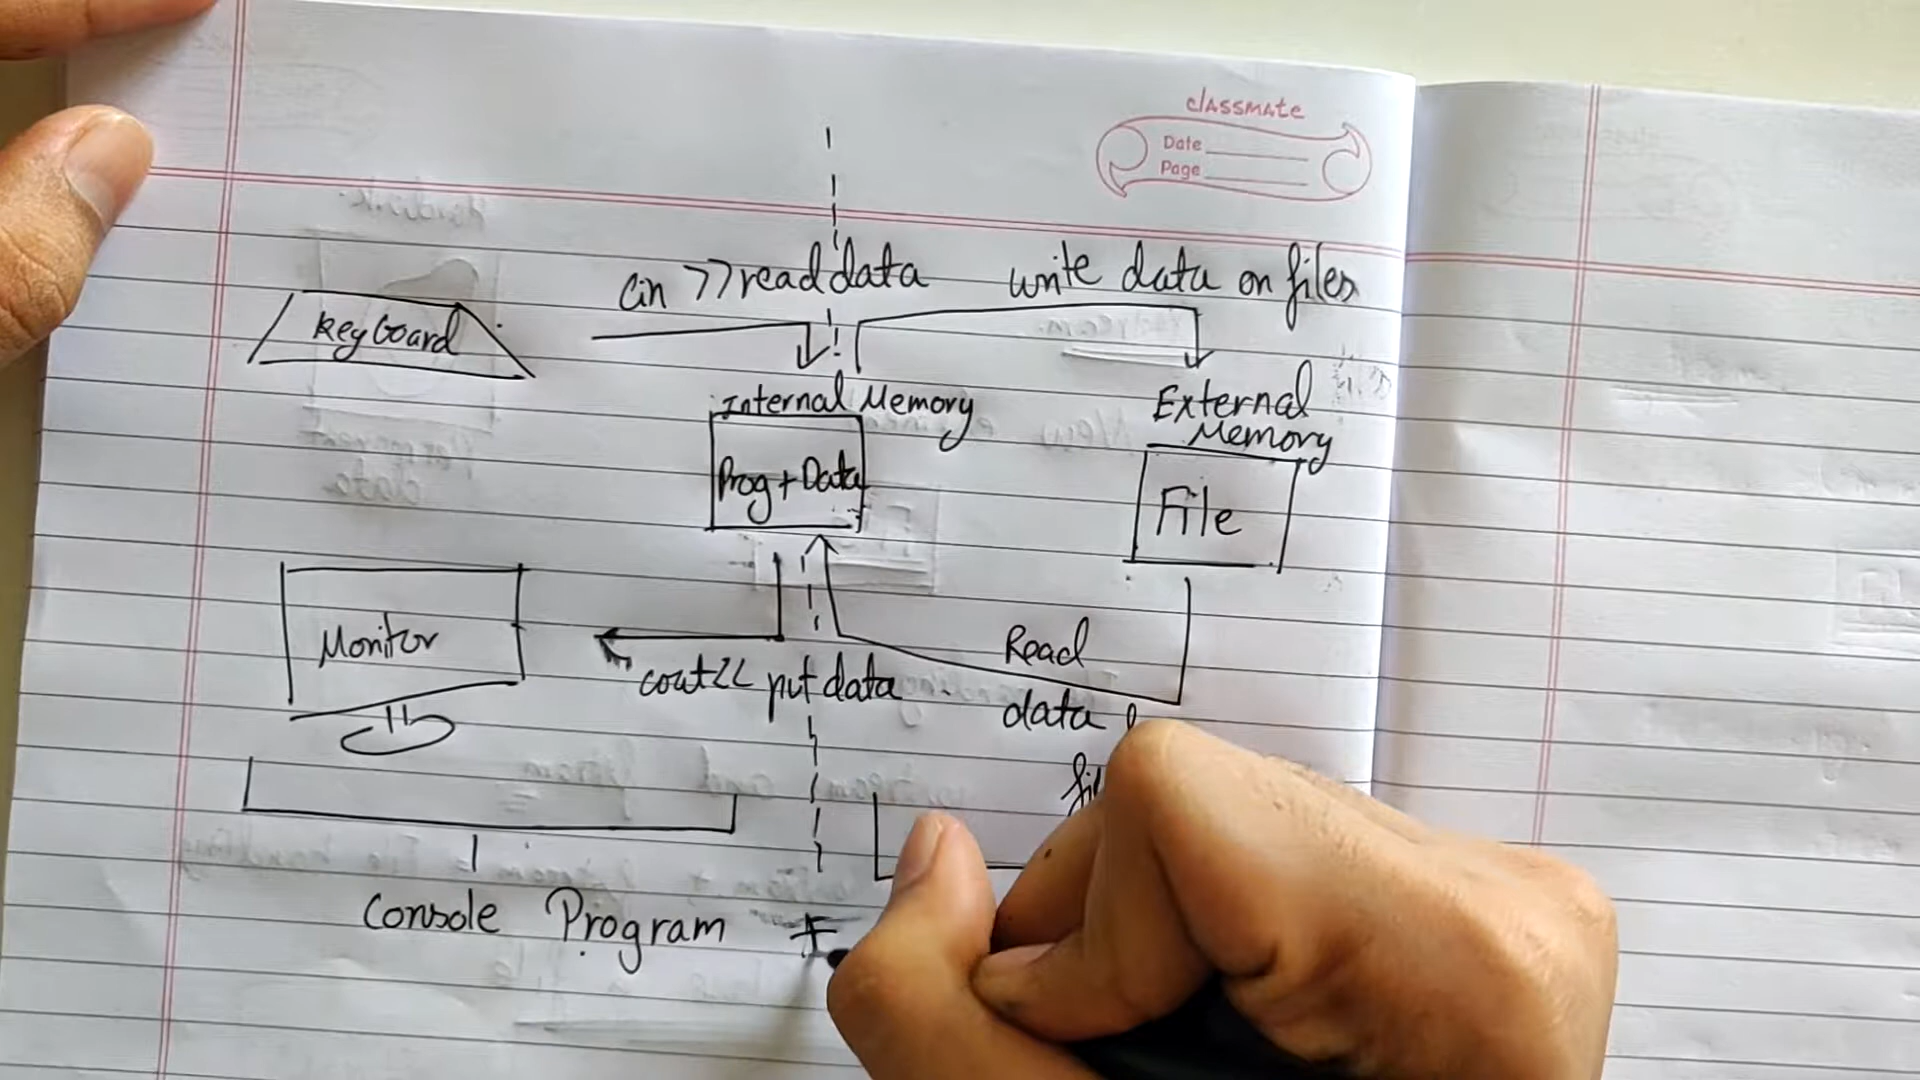 classmate
Date
Page
cin >> read data
write data on files
keyboard
Internal Memory
External
Memory
Prog + Data
File
Monitor
Read
data
cout << put data
Console Program